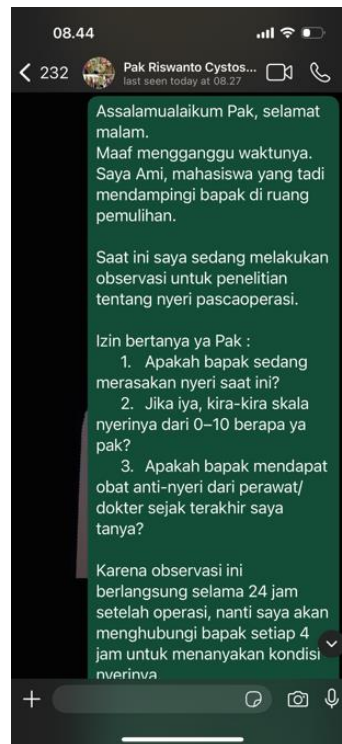 08.44
232
Pak Riswanto Cystos...
last seen today at 08.27
Assalamualaikum Pak, selamat
malam.
Maaf mengganggu waktunya.
Saya Ami, mahasiswa yang tadi
mendampingi bapak di ruang
pemulihan.
Saat ini saya sedang melakukan
observasi untuk penelitian
tentang nyeri pascaoperasi.
Izin bertanya ya Pak :
1. Apakah bapak sedang
merasakan nyeri saat ini?
2. Jika iya, kira-kira skala
nyerinya dari 0–10 berapa ya
pak?
3. Apakah bapak mendapat
obat anti-nyeri dari perawat/
dokter sejak terakhir saya
tanya?
Karena observasi ini
berlangsung selama 24 jam
setelah operasi, nanti saya akan
menghubungi bapak setiap 4
jam untuk menanyakan kondisi
nyerinya